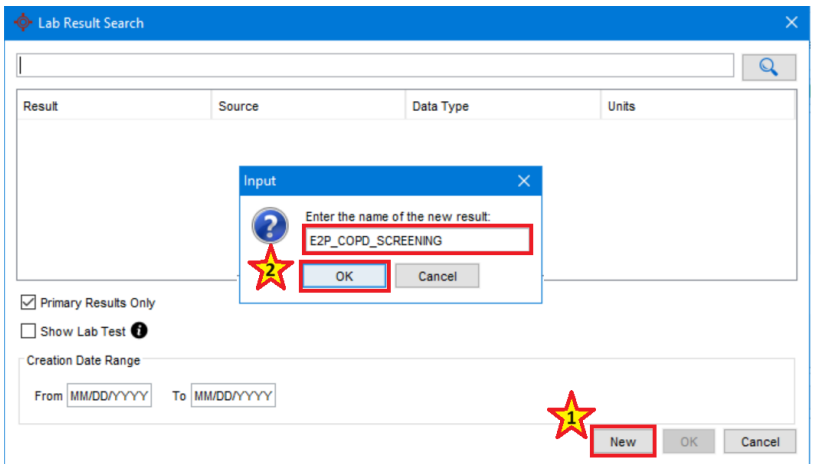 Lab Result Search
Result Source Data Type Units
Input
Enter the name of the new result:
E2P_COPD_SCREENING
2
OK Cancel
Primary Results Only
Show Lab Test i
Creation Date Range
From MM/DD/YYYY To MM/DD/YYYY
1
New OK Cancel